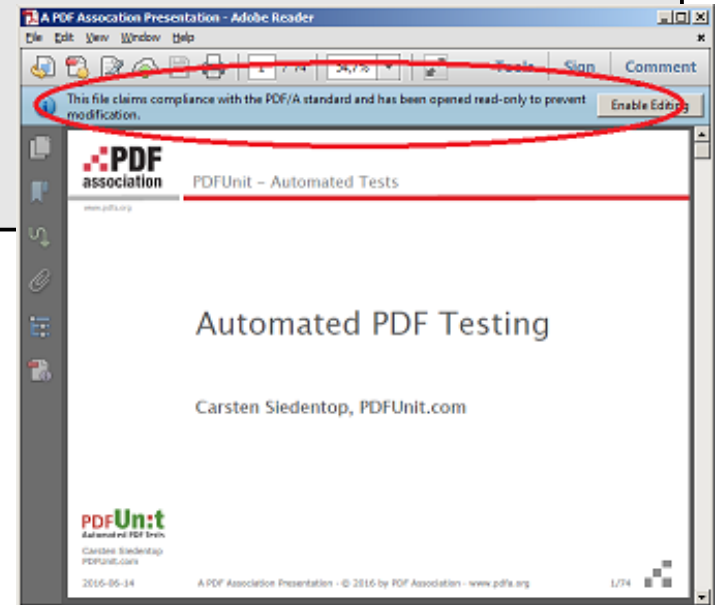 A PDF Assocation Presentation - Adobe Reader
File Edit View Window Help
1 / 74 54,7% Tools Sign Comment
This file claims compliance with the PDF/A standard and has been opened read-only to prevent
modification.
Enable Editing
PDF
association
PDFUnit – Automated Tests
www.pdfa.org
Automated PDF Testing
Carsten Siedentop, PDFUnit.com
PDFUn:t
Automated PDF Tests
Carsten Siedentop
PDFUnit.com
2016-06-14
A PDF Association Presentation - © 2016 by PDF Association - www.pdfa.org
1/74